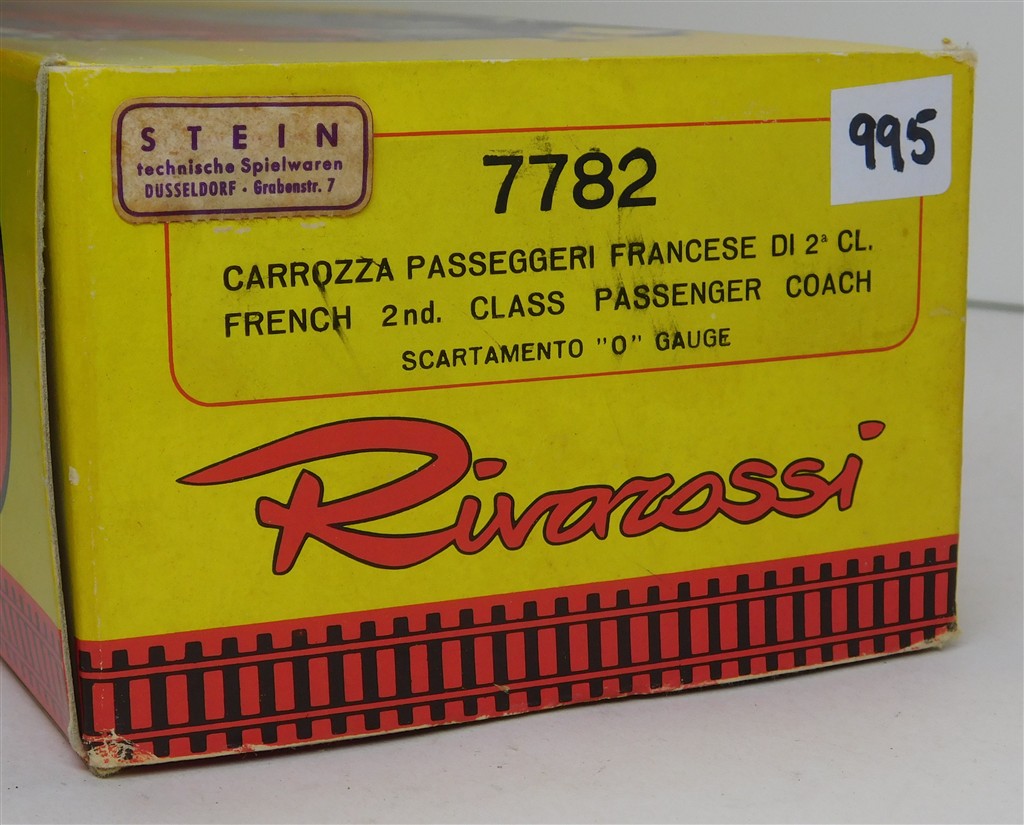 STEIN
technische Spielwaren
DUSSELDORF · Grabenstr. 7
995
7782
CARROZZA PASSEGGERI FRANCESE DI 2ª CL.
FRENCH 2nd. CLASS PASSENGER COACH
SCARTAMENTO "O" GAUGE
Rivarossi